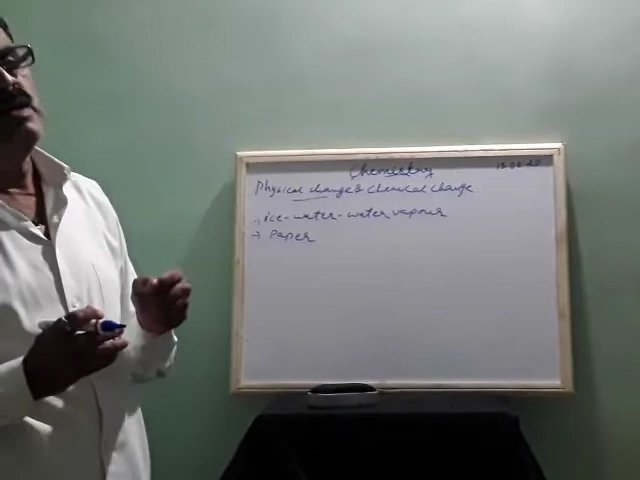 Chemistry
Physical change & Chemical change
→ ice-water-water vapour
→ Paper